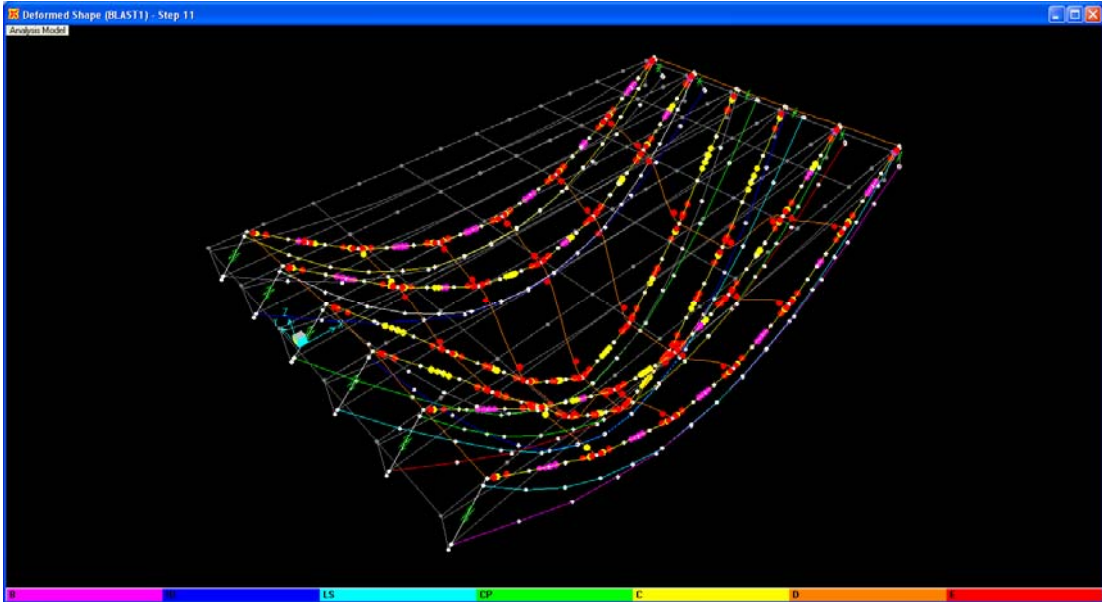 Deformed Shape (BLAST1) - Step 11
Analysis Model
Z
B IO LS CP C D E